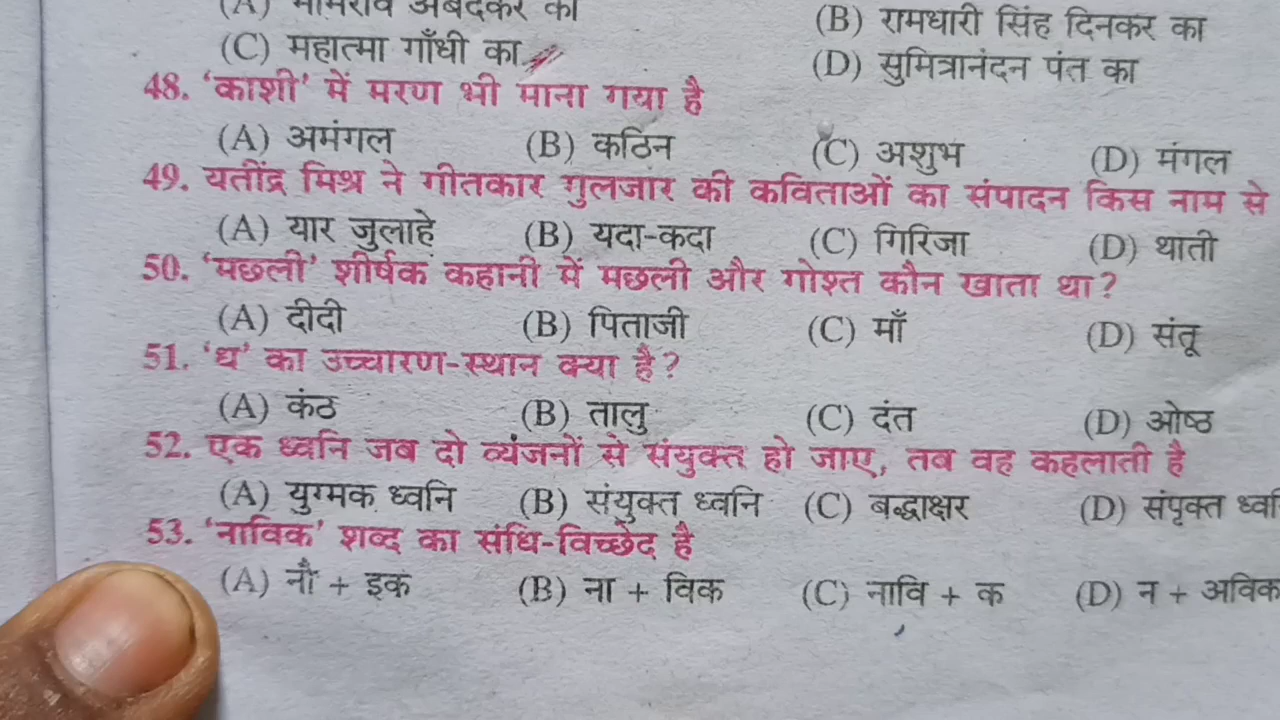 (A) भीमराव अंबेदकर का (B) रामधारी सिंह दिनकर का
(C) महात्मा गाँधी का (D) सुमित्रानंदन पंत का
48. 'काशी' में मरण भी माना गया है
(A) अमंगल (B) कठिन (C) अशुभ (D) मंगल
49. यतींद्र मिश्र ने गीतकार गुलजार की कविताओं का संपादन किस नाम से
(A) यार जुलाहे (B) यदा-कदा (C) गिरिजा (D) थाती
50. 'मछली' शीर्षक कहानी में मछली और गोश्त कौन खाता था?
(A) दीदी (B) पिताजी (C) माँ (D) संतू
51. 'ध' का उच्चारण-स्थान क्या है?
(A) कंठ (B) तालु (C) दंत (D) ओष्ठ
52. एक ध्वनि जब दो व्यंजनों से संयुक्त हो जाए, तब वह कहलाती है
(A) युग्मक ध्वनि (B) संयुक्त ध्वनि (C) बद्धाक्षर (D) संपृक्त
53. 'नाविक' शब्द का संधि-विच्छेद है
(A) नौ + इक (B) ना + विक (C) नावि + क (D) न + अविक